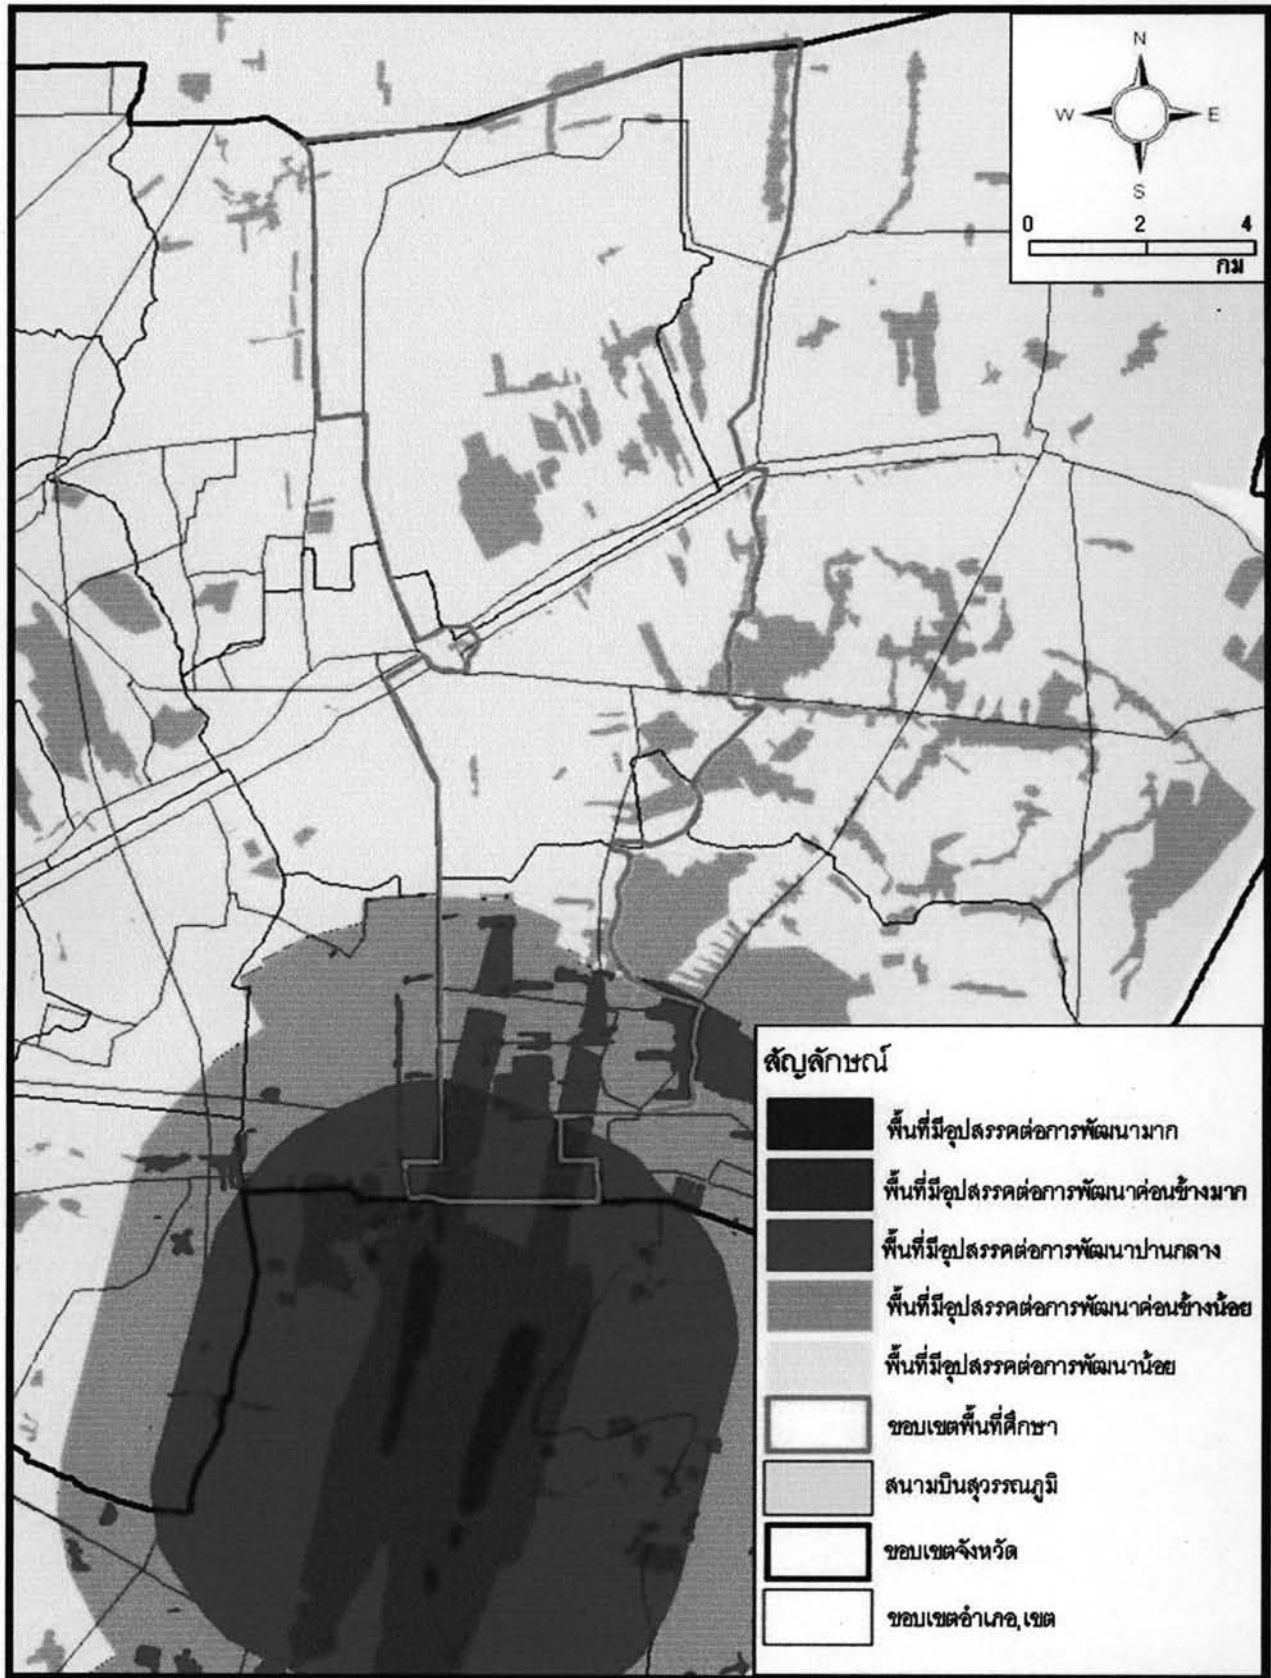 N
W E
S
0 2 4
กม
สัญลักษณ์
พื้นที่มีอุปสรรคต่อการพัฒนามาก
พื้นที่มีอุปสรรคต่อการพัฒนาค่อนข้างมาก
พื้นที่มีอุปสรรคต่อการพัฒนาปานกลาง
พื้นที่มีอุปสรรคต่อการพัฒนาค่อนข้างน้อย
พื้นที่มีอุปสรรคต่อการพัฒนาน้อย
ขอบเขตพื้นที่ศึกษา
สนามบินสุวรรณภูมิ
ขอบเขตจังหวัด
ขอบเขตอำเภอ,เขต